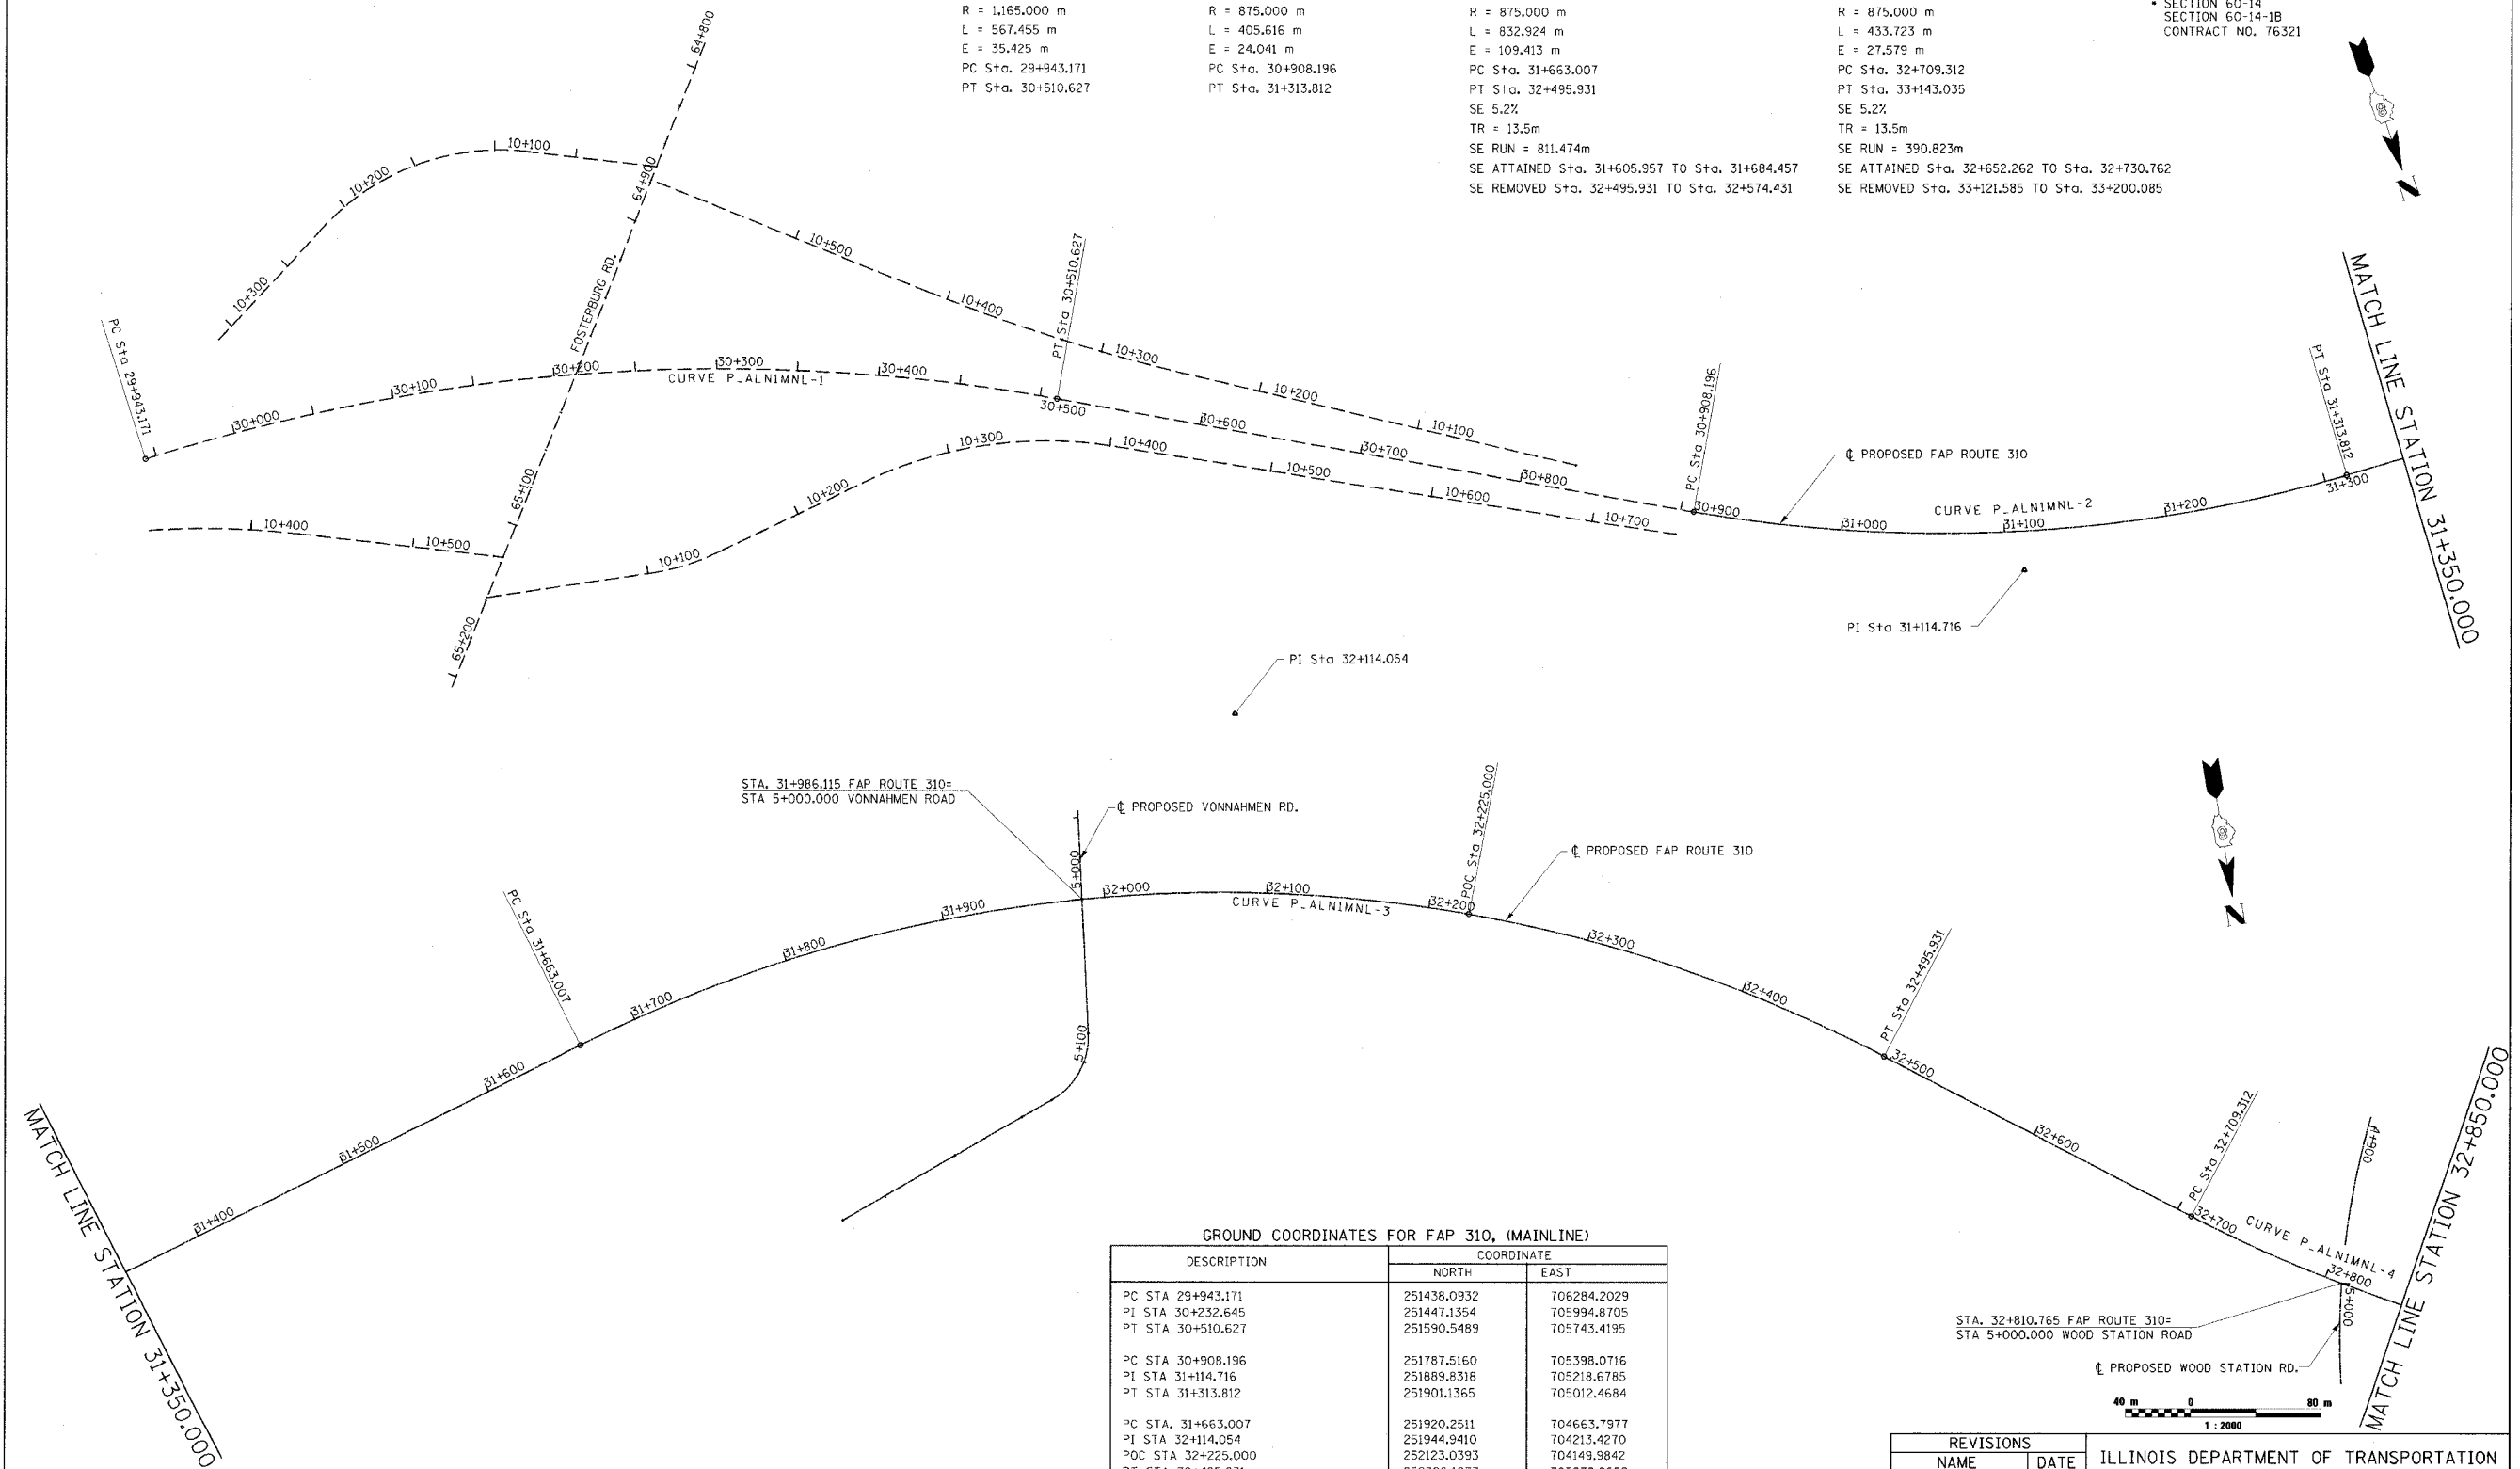 R = 1,165.000 m
L = 567.455 m
E = 35.425 m
PC Sta. 29+943.171
PT Sta. 30+510.627
R = 875.000 m
L = 405.616 m
E = 24.041 m
PC Sta. 30+908.196
PT Sta. 31+313.812
R = 875.000 m
L = 832.924 m
E = 109.413 m
PC Sta. 31+663.007
PT Sta. 32+495.931
SE 5.2%
TR = 13.5m
SE RUN = 811.474m
SE ATTAINED Sta. 31+605.957 TO Sta. 31+684.457
SE REMOVED Sta. 32+495.931 TO Sta. 32+574.431
R = 875.000 m
L = 433.723 m
E = 27.579 m
PC Sta. 32+709.312
PT Sta. 33+143.035
SE 5.2%
TR = 13.5m
SE RUN = 390.823m
SE ATTAINED Sta. 32+652.262 TO Sta. 32+730.762
SE REMOVED Sta. 33+121.585 TO Sta. 33+200.085
* SECTION 60-14
SECTION 60-14-1B
CONTRACT NO. 76321
N
64+800
64+900
FOSTERBURG RD.
65+100
65+200
10+100
10+200
10+300
10+500
10+400
10+300
10+200
10+100
PC Sta 29+943.171
30+000
30+100
30+200
30+300
30+400
CURVE P_ALN1MNL-1
PT Sta 30+510.627
30+500
30+600
30+700
30+800
PC Sta 30+908.196
30+900
31+000
31+100
31+200
31+300
CURVE P_ALN1MNL-2
℄ PROPOSED FAP ROUTE 310
PT Sta 31+313.812
MATCH LINE STATION 31+350.000
10+400
10+500
10+100
10+200
10+300
10+400
10+500
10+600
10+700
PI Sta 31+114.716
PI Sta 32+114.054
STA. 31+986.115 FAP ROUTE 310=
STA 5+000.000 VONNAHMEN ROAD
℄ PROPOSED VONNAHMEN RD.
5+000
5+100
POC Sta 32+225.000
℄ PROPOSED FAP ROUTE 310
N
MATCH LINE STATION 31+350.000
31+400
31+500
31+600
PC Sta 31+663.007
31+700
31+800
31+900
32+000
32+100
CURVE P_ALN1MNL-3
32+200
32+300
32+400
PT Sta 32+495.931
32+500
32+600
PC Sta 32+709.312
32+700
CURVE P_ALN1MNL-4
32+800
4+900
5+000
MATCH LINE STATION 32+850.000
STA. 32+810.765 FAP ROUTE 310=
STA 5+000.000 WOOD STATION ROAD
℄ PROPOSED WOOD STATION RD.
40 m 0 80 m
1 : 2000
GROUND COORDINATES FOR FAP 310, (MAINLINE)
DESCRIPTION COORDINATE
NORTH EAST
PC STA 29+943.171 251438.0932 706284.2029
PI STA 30+232.645 251447.1354 705994.8705
PT STA 30+510.627 251590.5489 705743.4195
PC STA 30+908.196 251787.5160 705398.0716
PI STA 31+114.716 251889.8318 705218.6785
PT STA 31+313.812 251901.1365 705012.4684
PC STA. 31+663.007 251920.2511 704663.7977
PI STA 32+114.054 251944.9410 704213.4270
POC STA 32+225.000 252123.0393 704149.9842
REVISIONS
NAME DATE
ILLINOIS DEPARTMENT OF TRANSPORTATION